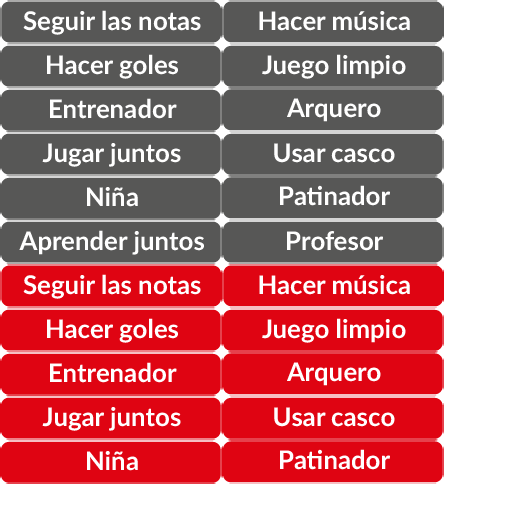 Seguir las notas
Hacer música
Hacer goles
Juego limpio
Entrenador
Arquero
Jugar juntos
Usar casco
Niña
Patinador
Aprender juntos
Profesor
Seguir las notas
Hacer música
Hacer goles
Juego limpio
Entrenador
Arquero
Jugar juntos
Usar casco
Niña
Patinador